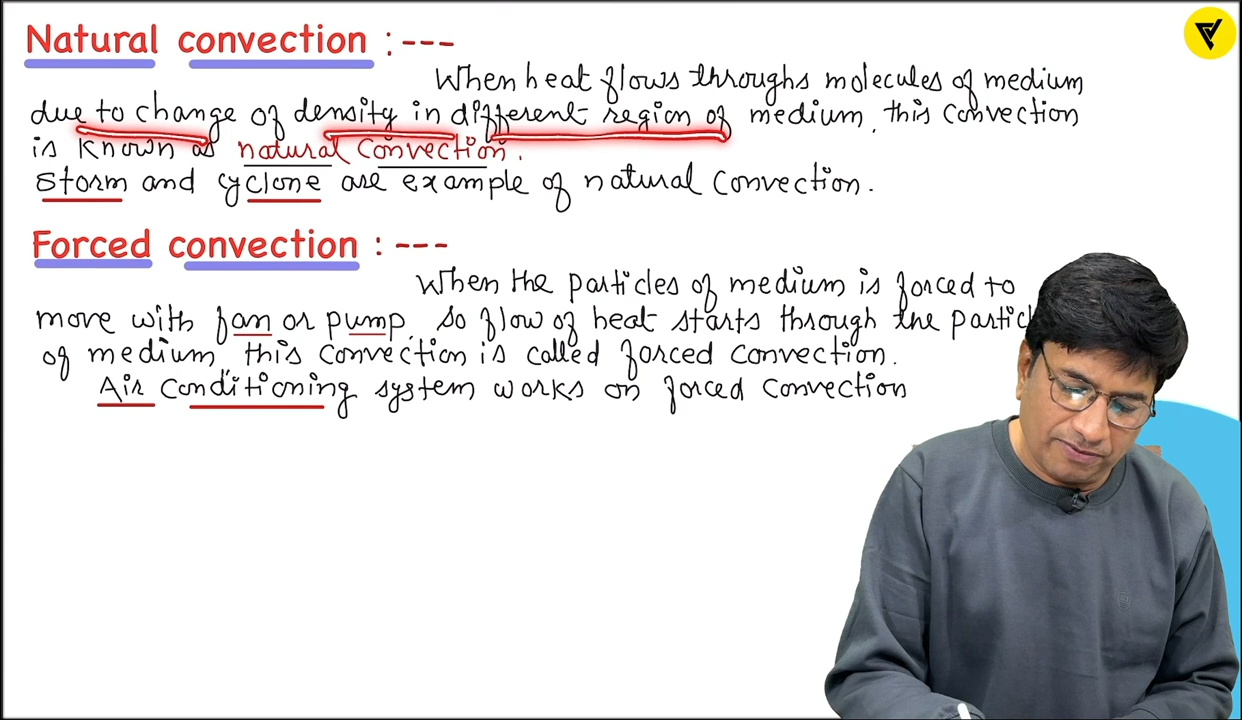 Natural convection :---
When heat flows throughs molecules of medium
due to change of density in different region of medium, this convection
is known as natural convection.
Storm and cyclone are example of natural convection.
Forced convection :---
When the particles of medium is forced to
move with fan or pump. so flow of heat starts through the partic
of medium, this convection is called forced convection.
Air conditioning system works on forced convection